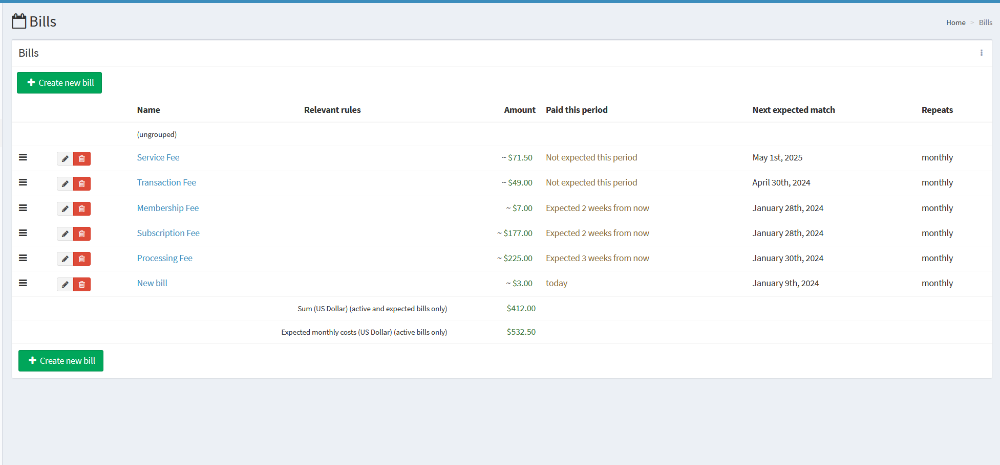 Bills
Home > Bills
Bills
Create new bill
Name Relevant rules Amount Paid this period Next expected match Repeats
(ungrouped)
Service Fee ~ $71.50 Not expected this period May 1st, 2025 monthly
Transaction Fee ~ $49.00 Not expected this period April 30th, 2024 monthly
Membership Fee ~ $7.00 Expected 2 weeks from now January 28th, 2024 monthly
Subscription Fee ~ $177.00 Expected 2 weeks from now January 28th, 2024 monthly
Processing Fee ~ $225.00 Expected 3 weeks from now January 30th, 2024 monthly
New bill ~ $3.00 today January 9th, 2024 monthly
Sum (US Dollar) (active and expected bills only) $412.00
Expected monthly costs (US Dollar) (active bills only) $532.50
Create new bill